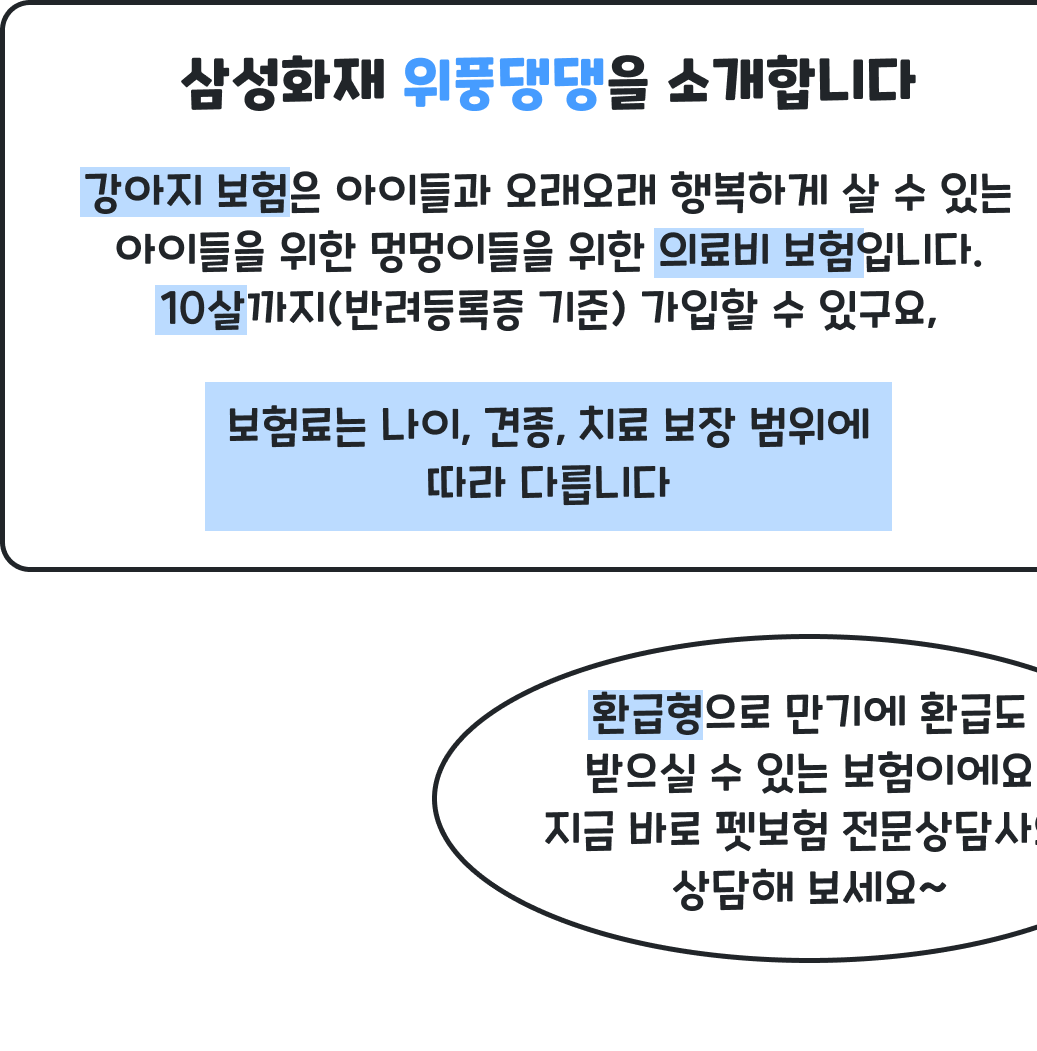 삼성화재 위풍댕댕을 소개합니다
강아지 보험은 아이들과 오래오래 행복하게 살 수 있는
아이들을 위한 멍멍이들을 위한 의료비 보험입니다.
10살까지(반려등록증 기준) 가입할 수 있구요,
보험료는 나이, 견종, 치료 보장 범위에
따라 다릅니다
환급형으로 만기에 환급도
받으실 수 있는 보험이에요
지금 바로 펫보험 전문상담사
상담해 보세요~